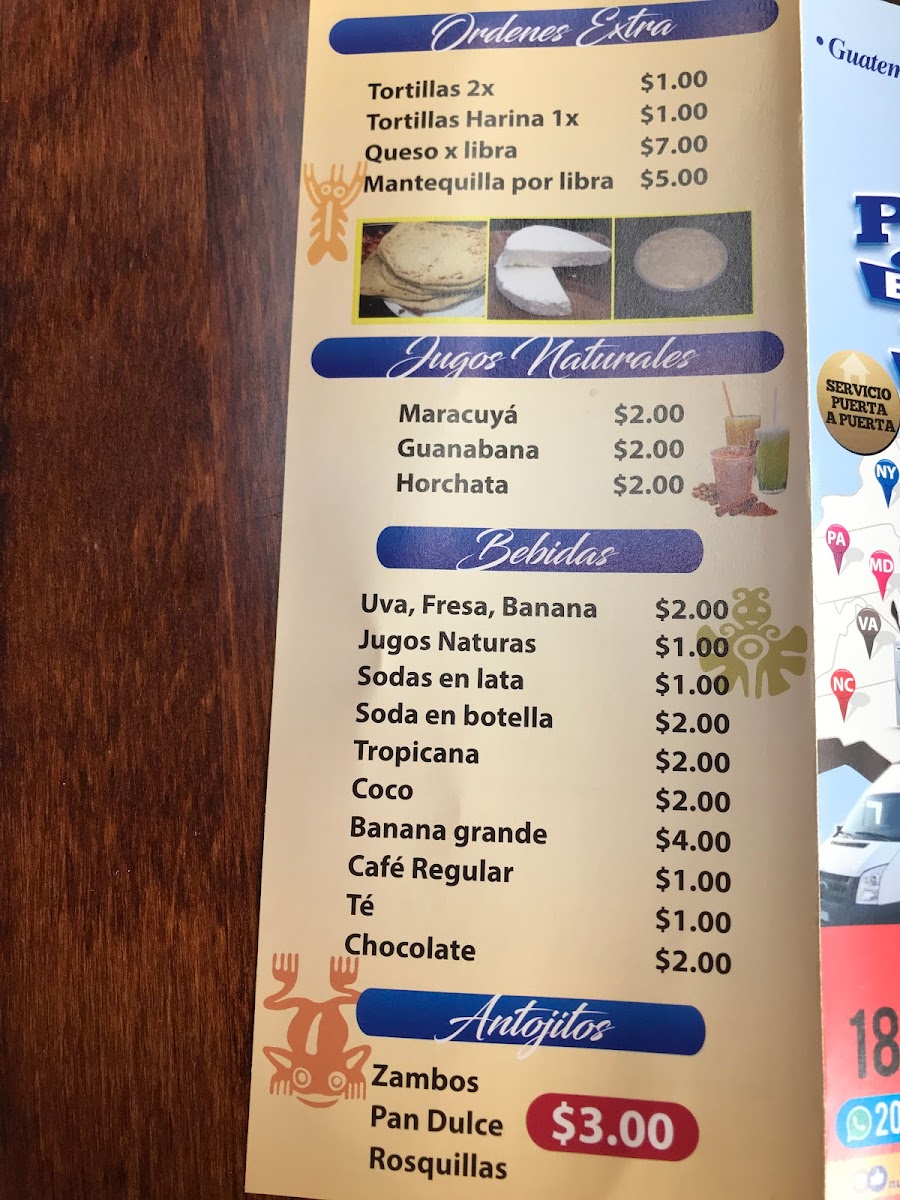 Ordenes Extra
Tortillas 2x $1.00
Tortillas Harina 1x $1.00
Queso x libra $7.00
Mantequilla por libra $5.00
Jugos Naturales
Maracuyá $2.00
Guanabana $2.00
Horchata $2.00
Bebidas
Uva, Fresa, Banana $2.00
Jugos Naturas $1.00
Sodas en lata $1.00
Soda en botella $2.00
Tropicana $2.00
Coco $2.00
Banana grande $4.00
Café Regular $1.00
Té $1.00
Chocolate $2.00
Antojitos
Zambos
Pan Dulce $3.00
Rosquillas
SERVICIO
PUERTA
A PUERTA
NY
PA
MD
VA
NC
18
20